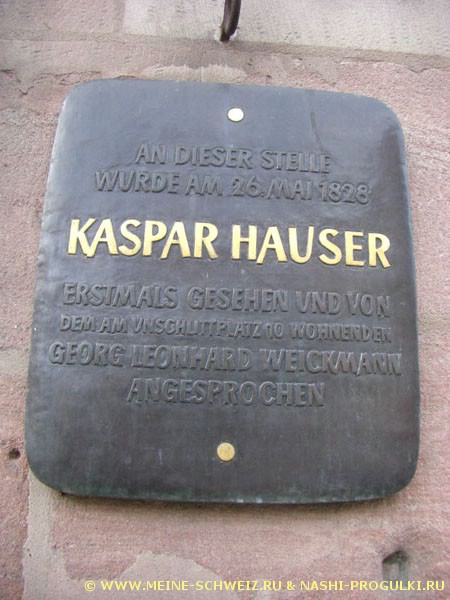 AN DIESER STELLE
WURDE AM 26. MAI 1828
KASPAR HAUSER
ERSTMALS GESEHEN UND VON
DEM AM VNSCHLITTPLATZ 10 WOHNENDEN
GEORG LEONHARD WEICKMANN
ANGESPROCHEN
© WWW.MEINE-SCHWEIZ.RU & NASHI-PROGULKI.RU